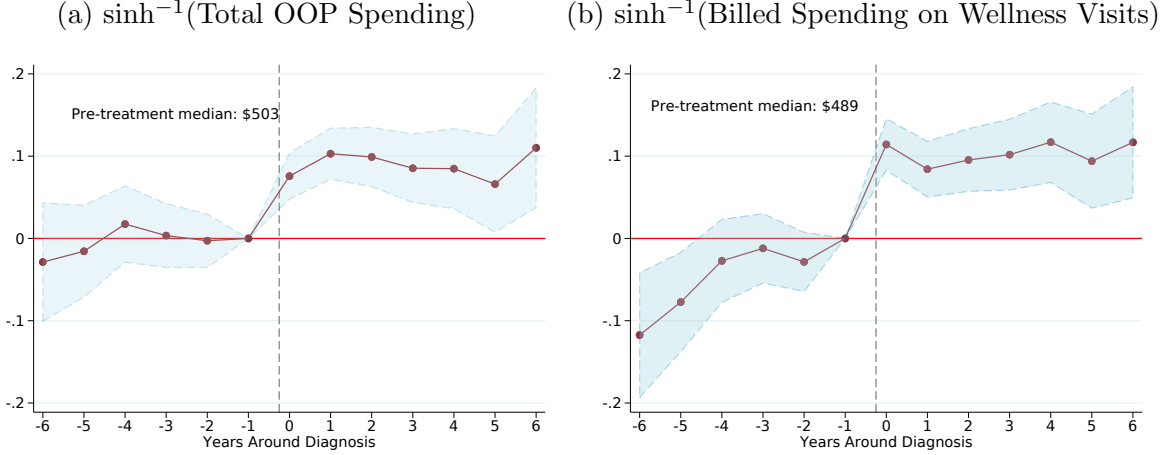 (a) sinh⁻¹(Total OOP Spending)
.2
.1
0
-.1
-.2
Pre-treatment median: $503
-6 -5 -4 -3 -2 -1 0 1 2 3 4 5 6
Years Around Diagnosis
(b) sinh⁻¹(Billed Spending on Wellness Visits)
.2
.1
0
-.1
-.2
Pre-treatment median: $489
-6 -5 -4 -3 -2 -1 0 1 2 3 4 5 6
Years Around Diagnosis